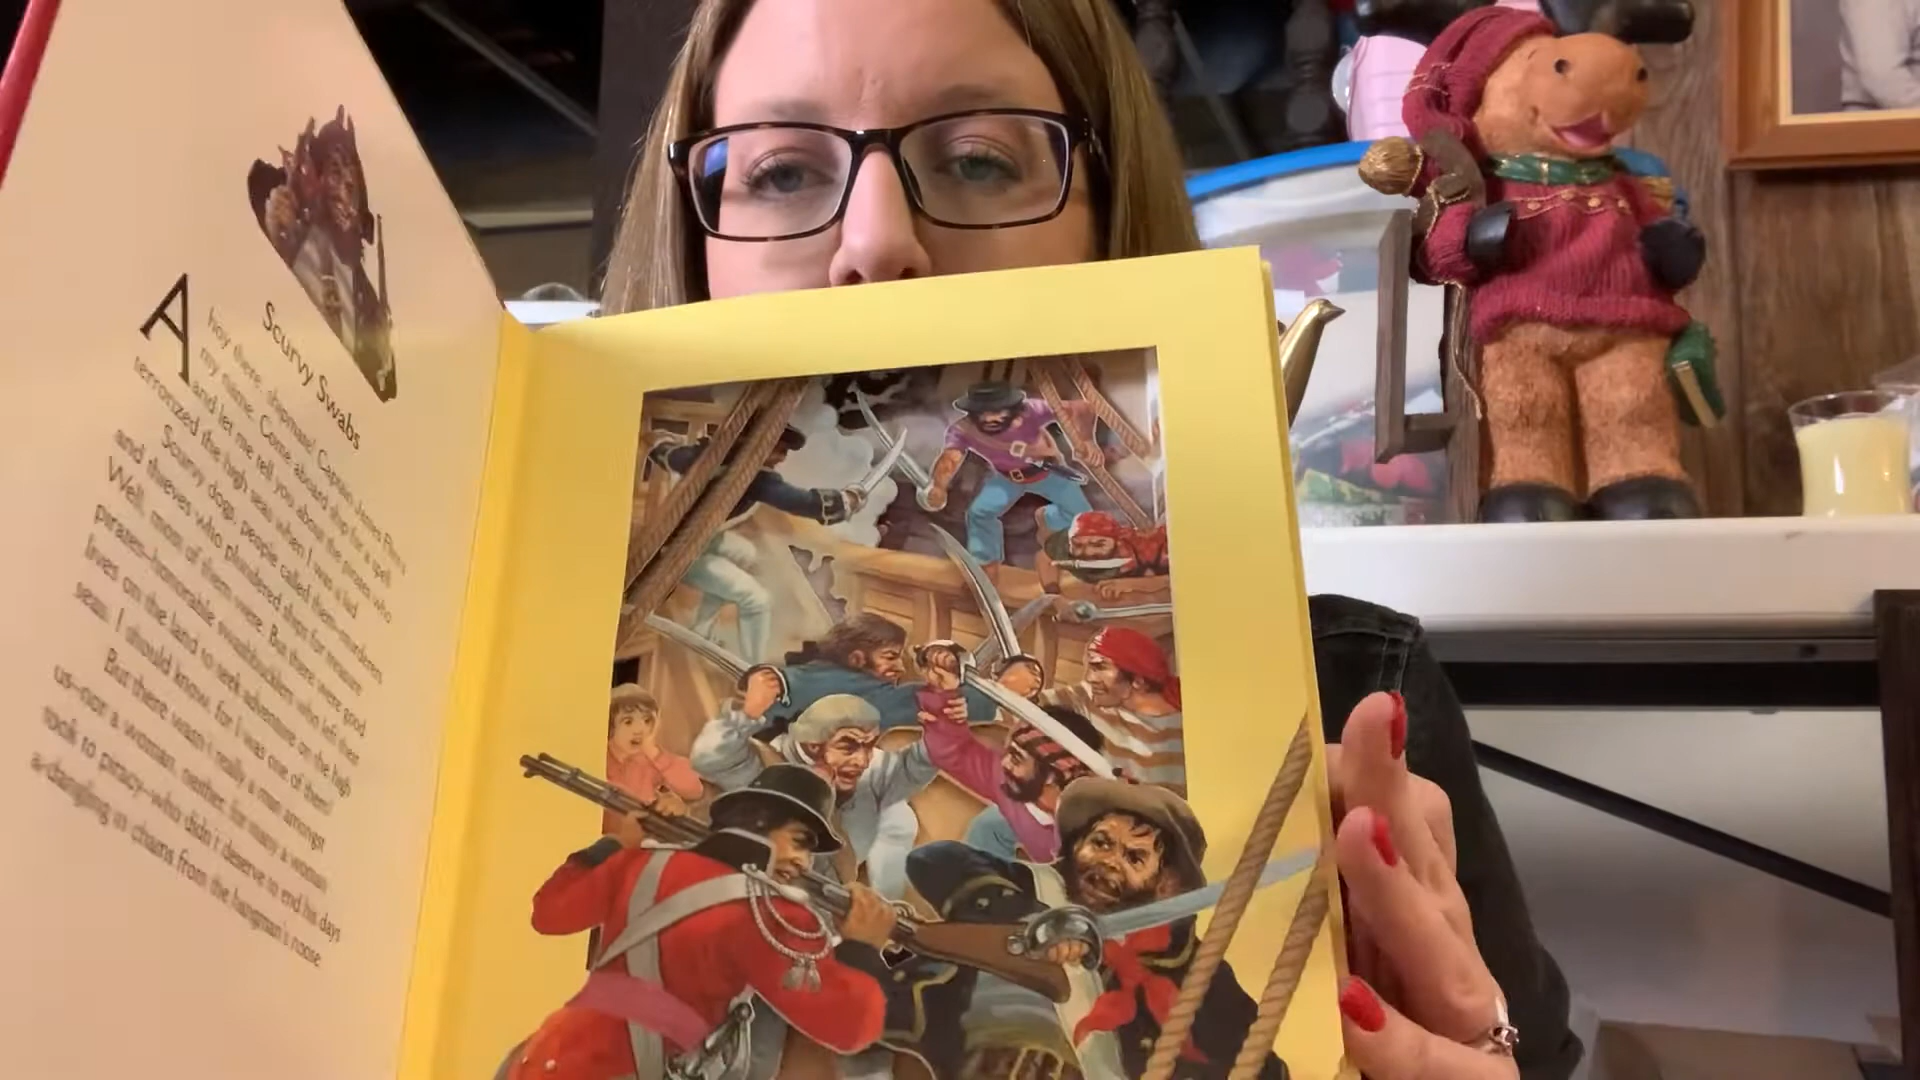 Scurvy Swabs
Ahoy there, shipmate! Captain James Flynn's
my name. Come aboard ship for a spell
and let me tell you about the pirates who
terrorized the high seas when I was a lad.
Scurvy dogs, people called them–murderers
and thieves who plundered ships for treasure.
Well, most of them were. But there were good
pirates–honorable swashbucklers who left their
lives on the land to seek adventure on the high
seas. I should know, for I was one of them!
But there wasn't really a man amongst
us–nor a woman, neither, for many a woman
took to piracy–who didn't deserve to end his days
a-dangling in chains from the hangman's noose.